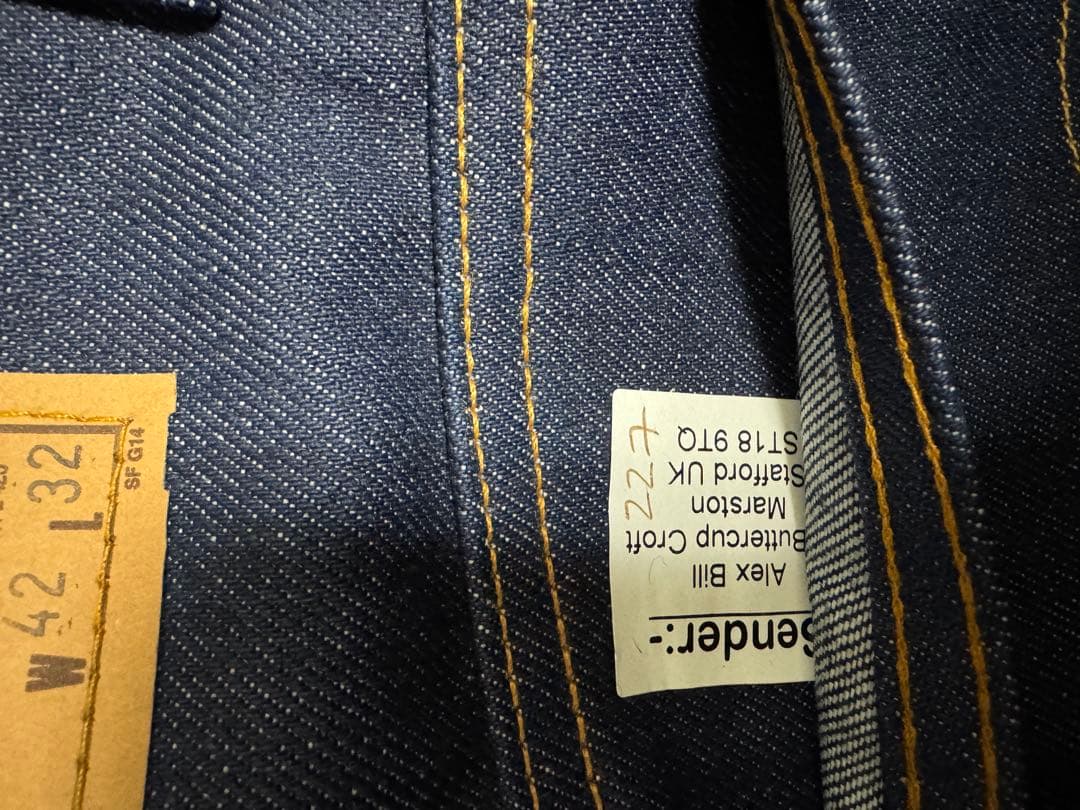 Sender:-
Alex Bill
Buttercup Croft
Marston
Stafford UK
ST18 9TQ
227
W 42 L 32
SF G14